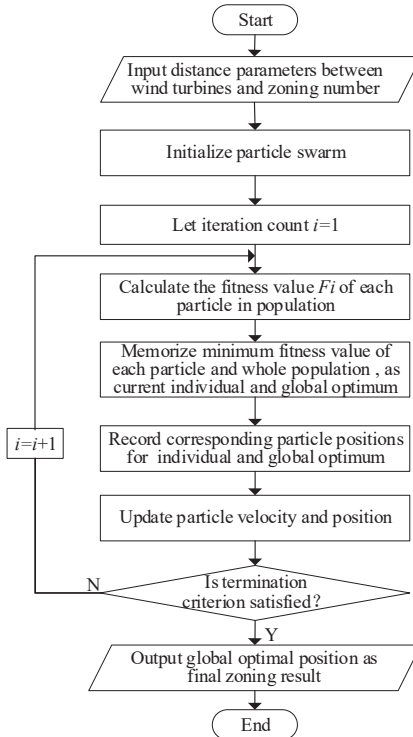 Start
Input distance parameters between
wind turbines and zoning number
Initialize particle swarm
Let iteration count i=1
Calculate the fitness value Fi of each
particle in population
Memorize minimum fitness value of
each particle and whole population , as
current individual and global optimum
i=i+1
Record corresponding particle positions
for individual and global optimum
Update particle velocity and position
N
Is termination
criterion satisfied?
Y
Output global optimal position as
final zoning result
End